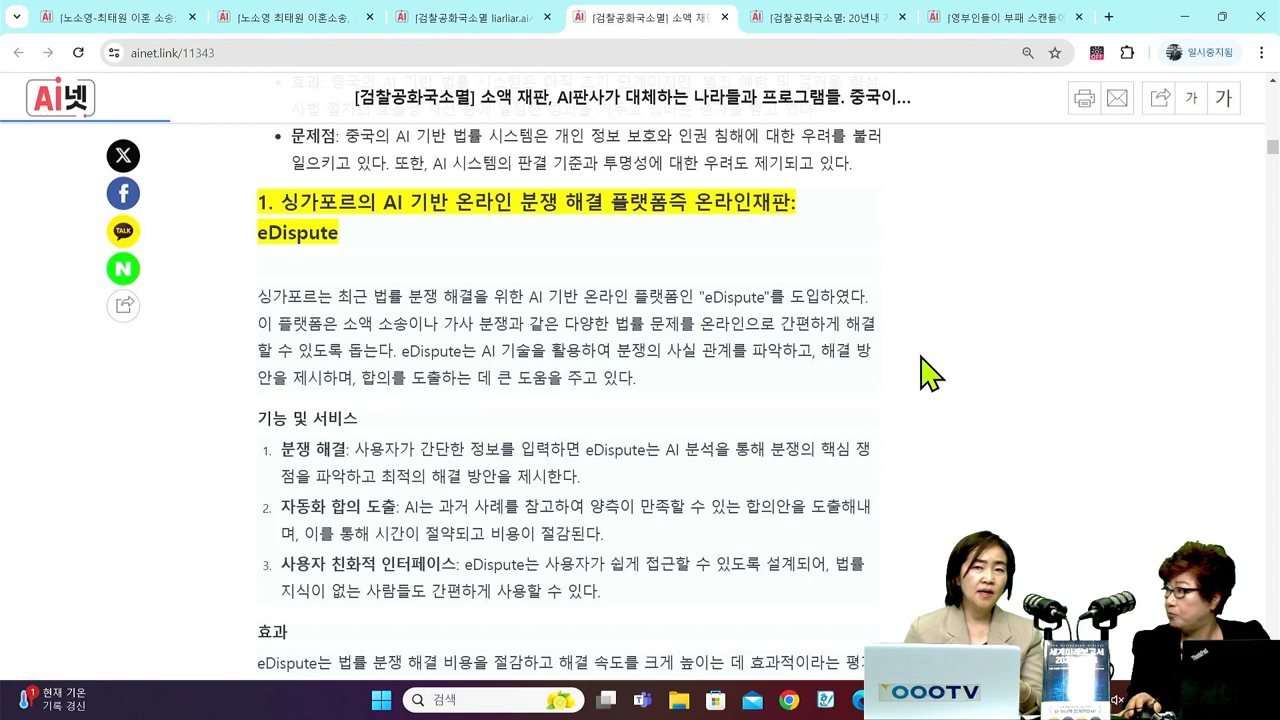 [노소영-최태원 이혼 소송
노소영 최태원 이혼소송,
[검찰공화국소멸] liarliar.ai
[검찰공화국소멸] 소액 재판
[검찰공화국소멸: 20년내
[영부인들이 부패 스캔들에
ainet.link/11343
OFF
일시중지됨
Ai넷
[검찰공화국소멸] 소액 재판, AI판사가 대체하는 나라들과 프로그램들. 중국이...
가 가
문제점: 중국의 AI 기반 법률 시스템은 개인 정보 보호와 인권 침해에 대한 우려를 불러
일으키고 있다. 또한, AI 시스템의 판결 기준과 투명성에 대한 우려도 제기되고 있다.
1. 싱가포르의 AI 기반 온라인 분쟁 해결 플랫폼즉 온라인재판:
eDispute
TALK
N
싱가포르는 최근 법률 분쟁 해결을 위한 AI 기반 온라인 플랫폼인 "eDispute"를 도입하였다.
이 플랫폼은 소액 소송이나 가사 분쟁과 같은 다양한 법률 문제를 온라인으로 간편하게 해결
할 수 있도록 돕는다. eDispute는 AI 기술을 활용하여 분쟁의 사실 관계를 파악하고, 해결 방
안을 제시하며, 합의를 도출하는 데 큰 도움을 주고 있다.
기능 및 서비스
1. 분쟁 해결: 사용자가 간단한 정보를 입력하면 eDispute는 AI 분석을 통해 분쟁의 핵심 쟁
점을 파악하고 최적의 해결 방안을 제시한다.
2. 자동화 합의 도출: AI는 과거 사례를 참고하여 양측이 만족할 수 있는 합의안을 도출해내
며, 이를 통해 시간이 절약되고 비용이 절감된다.
3. 사용자 친화적 인터페이스: eDispute는 사용자가 쉽게 접근할 수 있도록 설계되어, 법률
지식이 없는 사람들도 간편하게 사용할 수 있다.
효과
eDispute는 법률 해결 비용을 절감하고 해결 속도를 크게 높이는 데 효과적이라는 평가
1
현재 기온
기록 경신
검색
OOOTV
세계미래보고서
ThinkPad